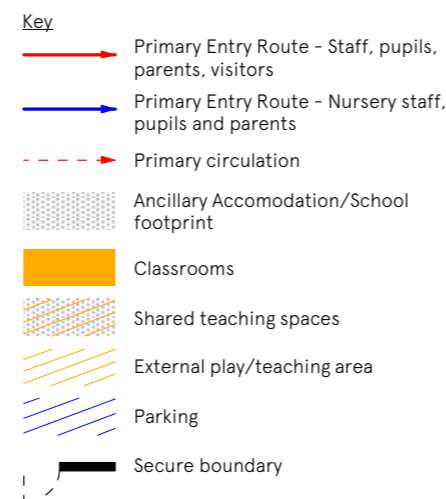 Key
Primary Entry Route - Staff, pupils,
parents, visitors
Primary Entry Route - Nursery staff,
pupils and parents
Primary circulation
Ancillary Accomodation/School
footprint
Classrooms
Shared teaching spaces
External play/teaching area
Parking
Secure boundary